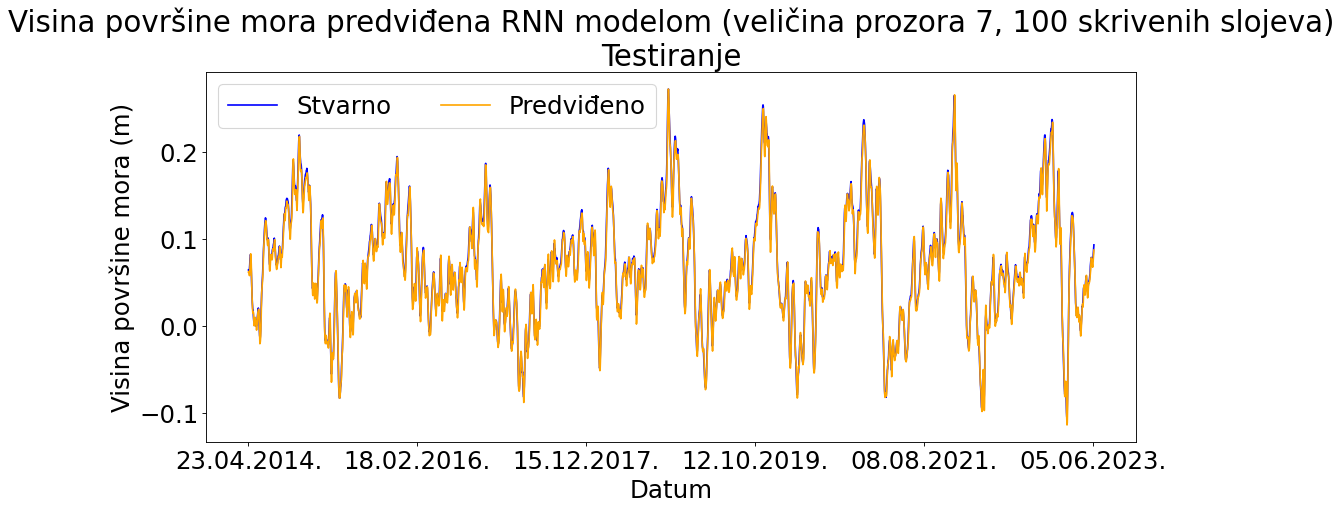 Visina površine mora predviđena RNN modelom (veličina prozora 7, 100 skrivenih slojeva)
Testiranje
Stvarno
Predviđeno
Visina površine mora (m)
0.2
0.1
0.0
−0.1
23.04.2014.
18.02.2016.
15.12.2017.
12.10.2019.
08.08.2021.
05.06.2023.
Datum